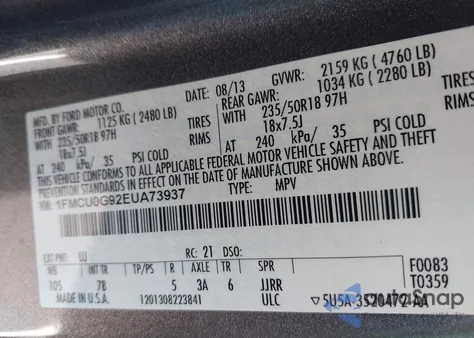 MFD. BY FORD MOTOR CO.
DATE: 08/13 GVWR: 2159 KG ( 4760 LB)
FRONT GAWR: 1125 KG ( 2480 LB)
REAR GAWR: 1034 KG ( 2280 LB)
WITH 235/50R18 97H TIRES
WITH 235/50R18 97H TIRES
18x7.5J RIMS
18x7.5J RIMS
AT 240 kPa/ 35 PSI COLD
AT 240 kPa/ 35 PSI COLD
THIS VEHICLE CONFORMS TO ALL APPLICABLE FEDERAL MOTOR VEHICLE SAFETY AND THEFT
PREVENTION STANDARDS IN EFFECT ON THE DATE OF MANUFACTURE SHOWN ABOVE.
VIN: 1FMCU0G92EUA73937
TYPE: MPV
EXT PNT: UJ RC: 21 DSO:
WB INT TR TP/PS R AXLE TR SPR
105 7B 5 3A 6 JJRR
F0083
T0359
MADE IN U.S.A. 1201308223841 ULC
5U5A-3520472-AA
autoSnap